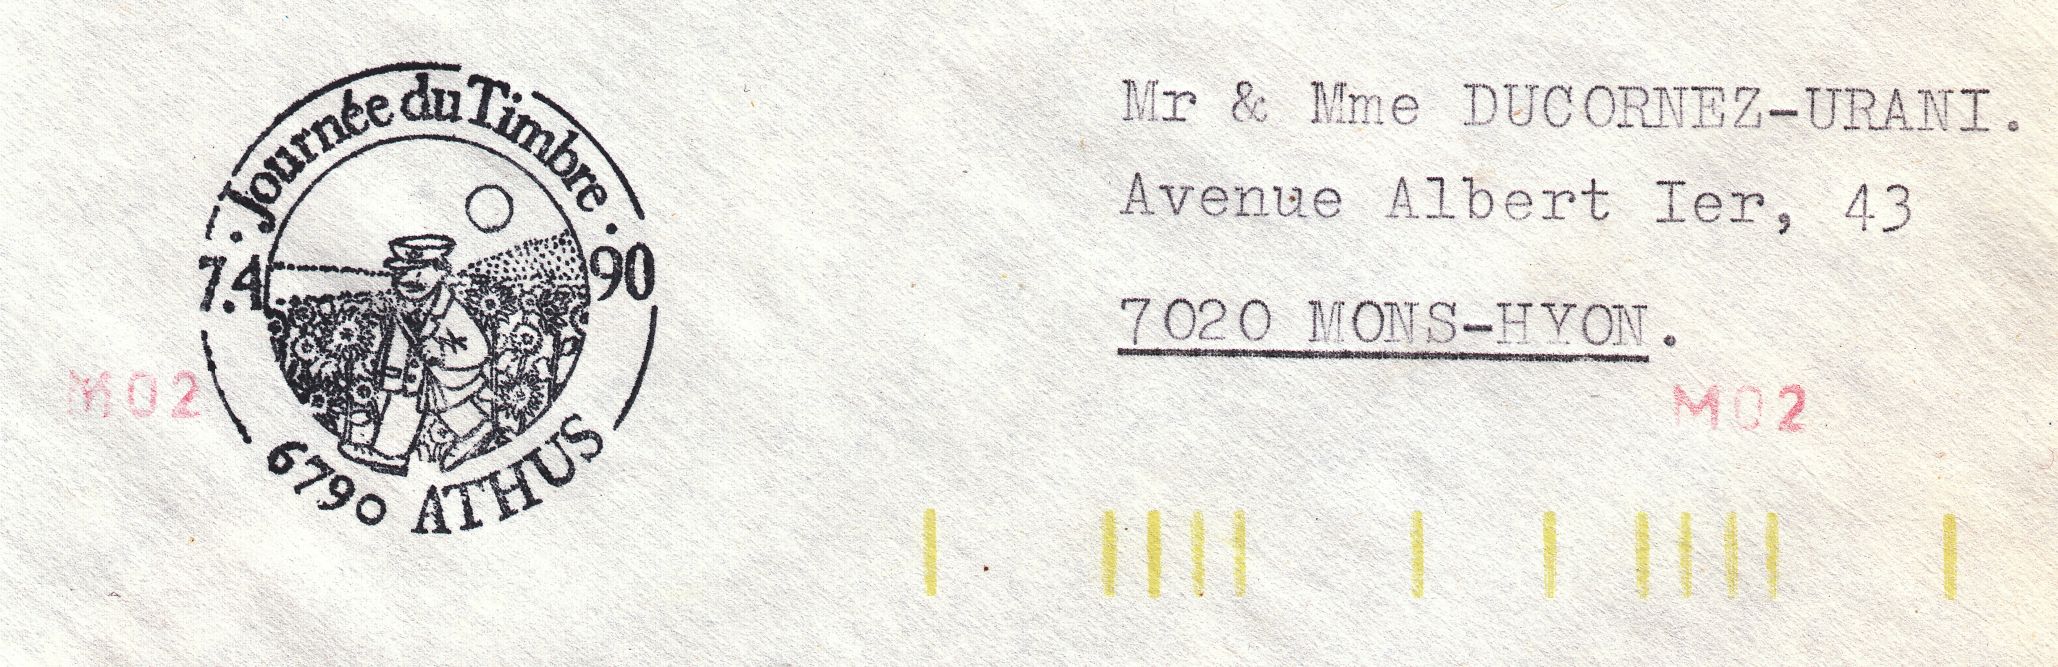 · Journée du Timbre ·
7.4 90
6790 ATHUS
Mr & Mme DUCORNEZ-URANI.
Avenue Albert Ier, 43
7020 MONS-HYON.
M02
M02